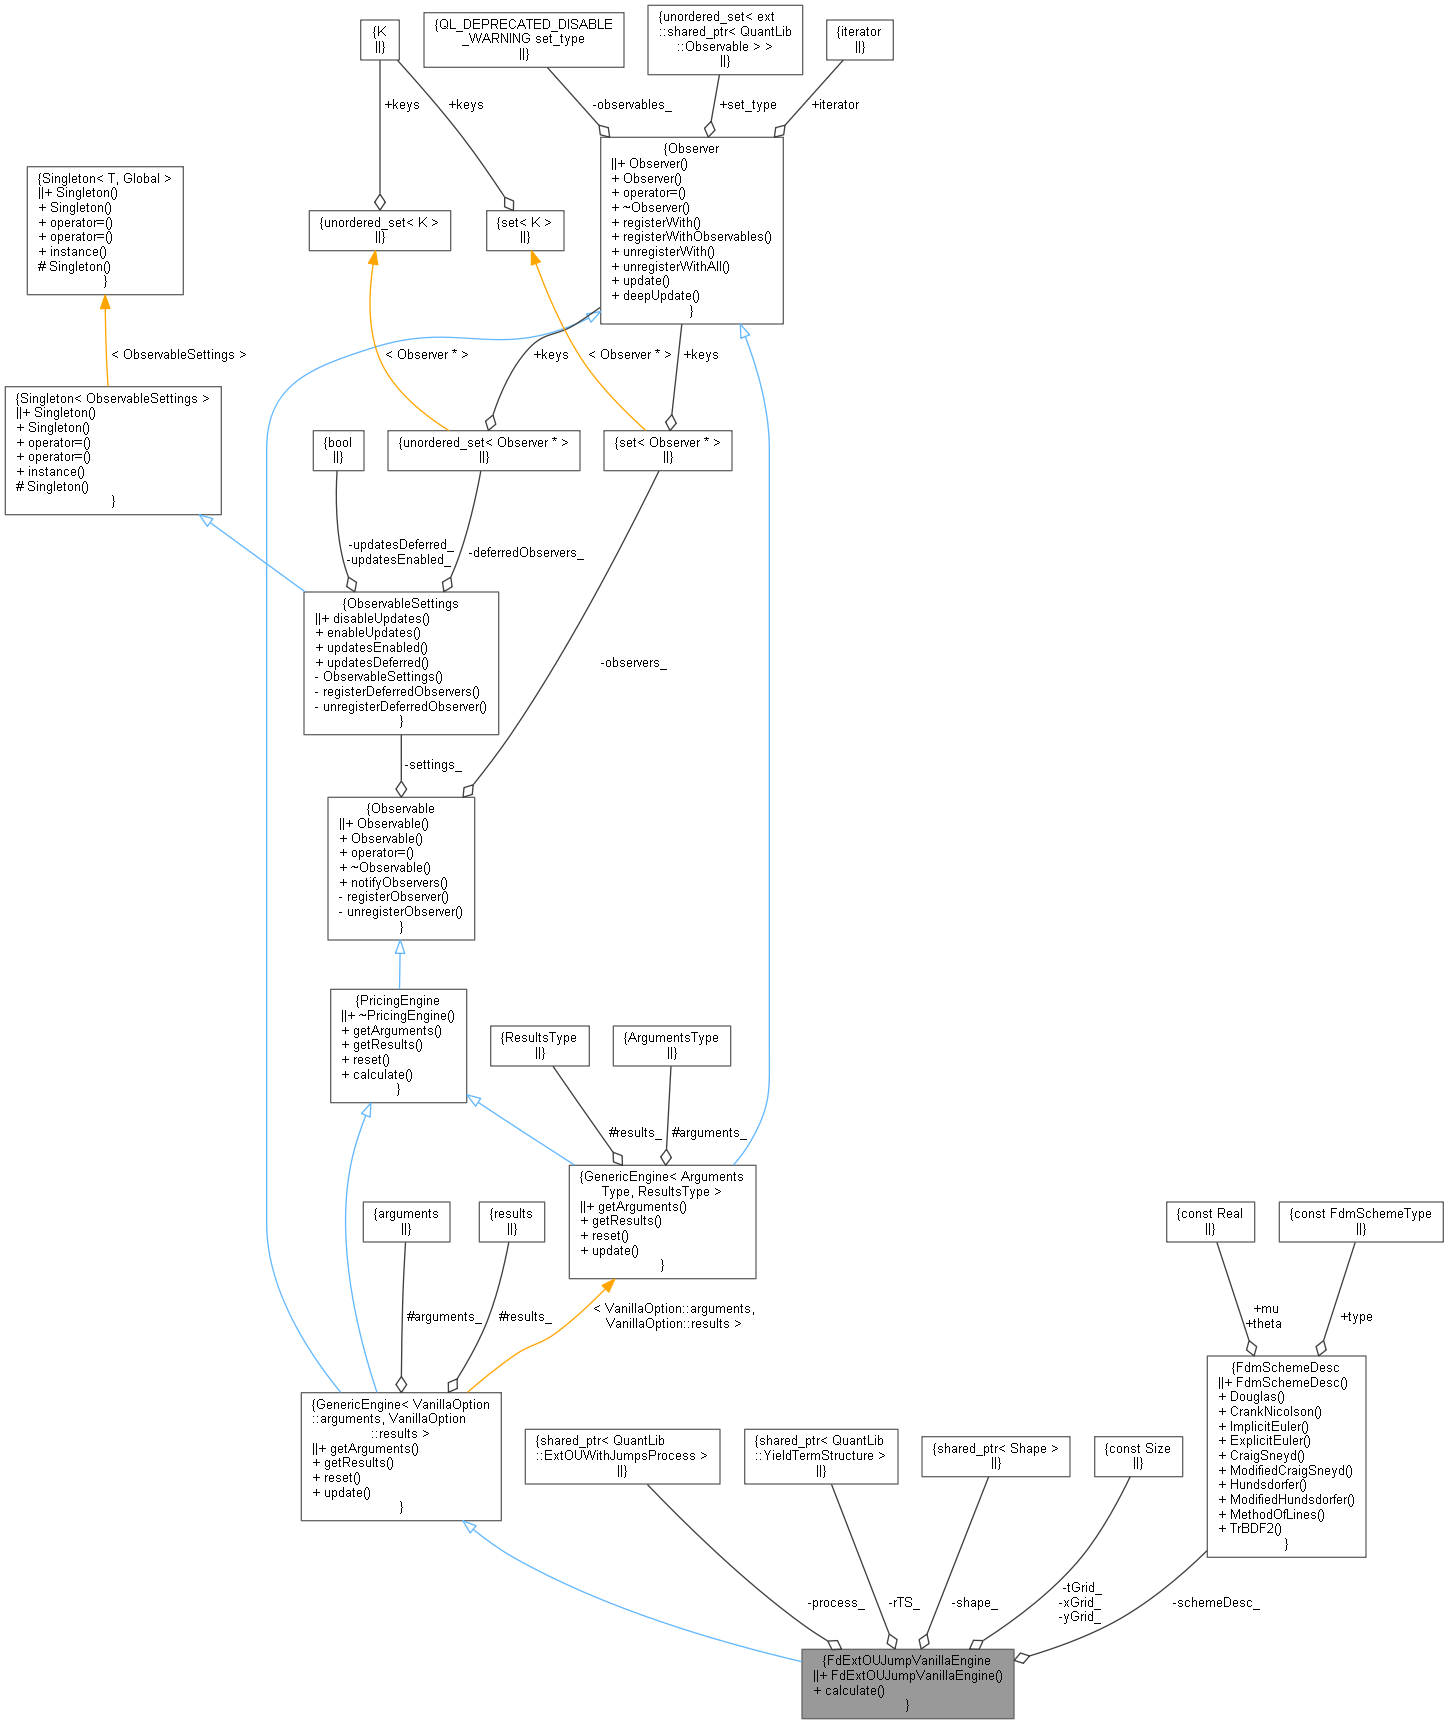 {K
||}
{QL_DEPRECATED_DISABLE
_WARNING set_type
||}
{unordered_set< ext
::shared_ptr< QuantLib
::Observable > >
||}
{iterator
||}
+keys
+keys
-observables_
+set_type
+iterator
{Observer
||+ Observer()
+ Observer()
+ operator=()
+ ~Observer()
+ registerWith()
+ registerWithObservables()
+ unregisterWith()
+ unregisterWithAll()
+ update()
+ deepUpdate()
}
{Singleton< T, Global >
||+ Singleton()
+ Singleton()
+ operator=()
+ operator=()
+ instance()
# Singleton()
}
{unordered_set< K >
||}
{set< K >
||}
< ObservableSettings >
< Observer * >
+keys
< Observer * >
+keys
{Singleton< ObservableSettings >
||+ Singleton()
+ Singleton()
+ operator=()
+ operator=()
+ instance()
# Singleton()
}
{bool
||}
{unordered_set< Observer * >
||}
{set< Observer * >
||}
-updatesDeferred_
-updatesEnabled_
-deferredObservers_
{ObservableSettings
||+ disableUpdates()
+ enableUpdates()
+ updatesEnabled()
+ updatesDeferred()
- ObservableSettings()
- registerDeferredObservers()
- unregisterDeferredObserver()
}
-observers_
-settings_
{Observable
||+ Observable()
+ Observable()
+ operator=()
+ ~Observable()
+ notifyObservers()
- registerObserver()
- unregisterObserver()
}
{PricingEngine
||+ ~PricingEngine()
+ getArguments()
+ getResults()
+ reset()
+ calculate()
}
{ResultsType
||}
{ArgumentsType
||}
#results_
#arguments_
{GenericEngine< Arguments
Type, ResultsType >
||+ getArguments()
+ getResults()
+ reset()
+ update()
}
{arguments
||}
{results
||}
{const Real
||}
{const FdmSchemeType
||}
#arguments_
#results_
< VanillaOption::arguments,
VanillaOption::results >
+mu
+theta
+type
{FdmSchemeDesc
||+ FdmSchemeDesc()
+ Douglas()
+ CrankNicolson()
+ ImplicitEuler()
+ ExplicitEuler()
+ CraigSneyd()
+ ModifiedCraigSneyd()
+ Hundsdorfer()
+ ModifiedHundsdorfer()
+ MethodOfLines()
+ TrBDF2()
}
{GenericEngine< VanillaOption
::arguments, VanillaOption
::results >
||+ getArguments()
+ getResults()
+ reset()
+ update()
}
{shared_ptr< QuantLib
::ExtOUWithJumpsProcess >
||}
{shared_ptr< QuantLib
::YieldTermStructure >
||}
{shared_ptr< Shape >
||}
{const Size
||}
-process_
-rTS_
-shape_
-tGrid_
-xGrid_
-yGrid_
-schemeDesc_
{FdExtOUJumpVanillaEngine
||+ FdExtOUJumpVanillaEngine()
+ calculate()
}